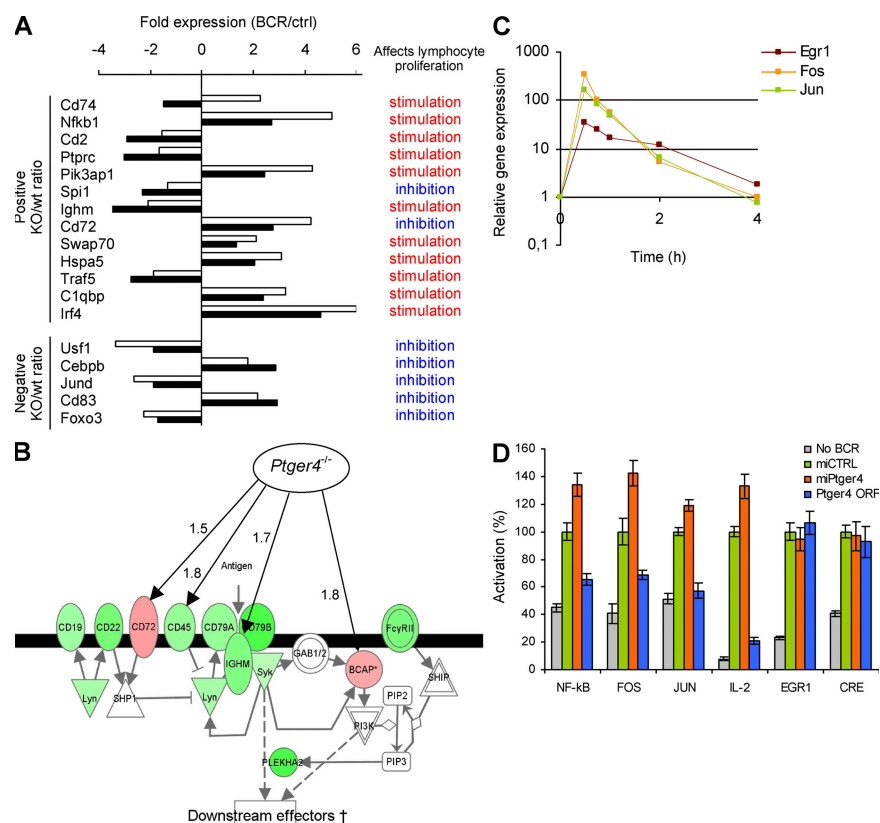 A
Fold expression (BCR/ctrl)
-4 -2 0 2 4 6
Affects lymphocyte
proliferation
Positive
KO/wt ratio
Cd74 stimulation
Nfkb1 stimulation
Cd2 stimulation
Ptprc stimulation
Pik3ap1 stimulation
Spi1 inhibition
Ighm stimulation
Cd72 inhibition
Swap70 stimulation
Hspa5 stimulation
Traf5 stimulation
C1qbp stimulation
Irf4 stimulation
Negative
KO/wt ratio
Usf1 inhibition
Cebpb inhibition
Jund inhibition
Cd83 inhibition
Foxo3 inhibition
B
Ptger4-/-
1.5
1.8
1.7
1.8
Antigen
CD19
CD22
CD72
CD45
CD79A
CD79B
FcγRII
IGHM
GAB1/2
Lyn
SHP1
Lyn
Syk
BCAP*
SHIP
PIP2
PI3K
PLEKHA2
PIP3
Downstream effectors †
C
Relative gene expression
1000
100
10
1
0,1
0 2 4
Time (h)
Egr1
Fos
Jun
D
Activation (%)
160
140
120
100
80
60
40
20
0
No BCR
miCTRL
miPtger4
Ptger4 ORF
NF-kB FOS JUN IL-2 EGR1 CRE